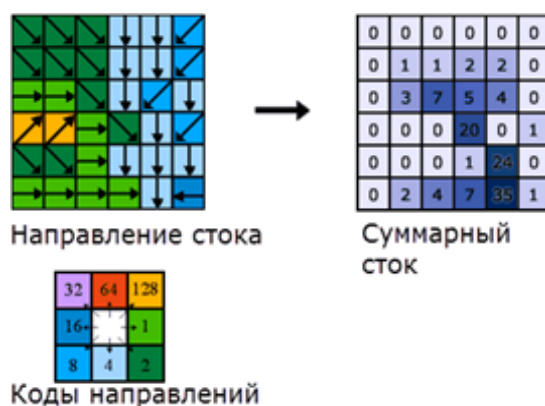 0 0 0 0 0 0
0 1 1 2 2 0
0 3 7 5 4 0
0 0 0 20 0 1
0 0 0 1 24 0
0 2 4 7 35 1
Направление стока
Суммарный
сток
32 64 128
16 1
8 4 2
Коды направлений